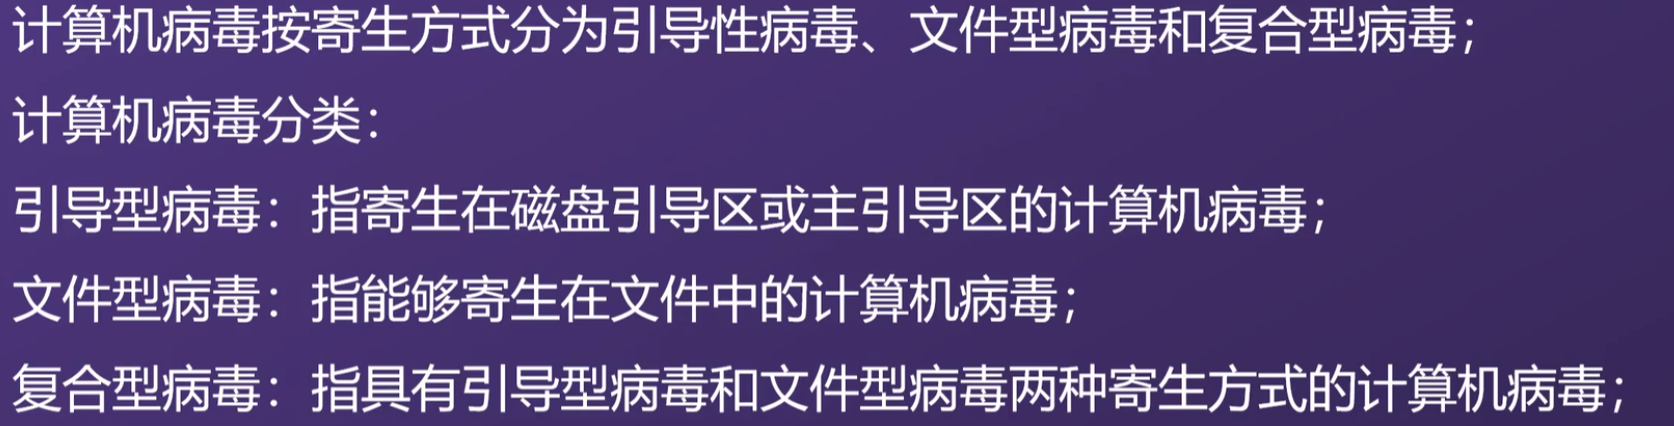 计算机病毒按寄生方式分为引导性病毒、文件型病毒和复合型病毒；
计算机病毒分类：
引导型病毒：指寄生在磁盘引导区或主引导区的计算机病毒；
文件型病毒：指能够寄生在文件中的计算机病毒；
复合型病毒：指具有引导型病毒和文件型病毒两种寄生方式的计算机病毒；